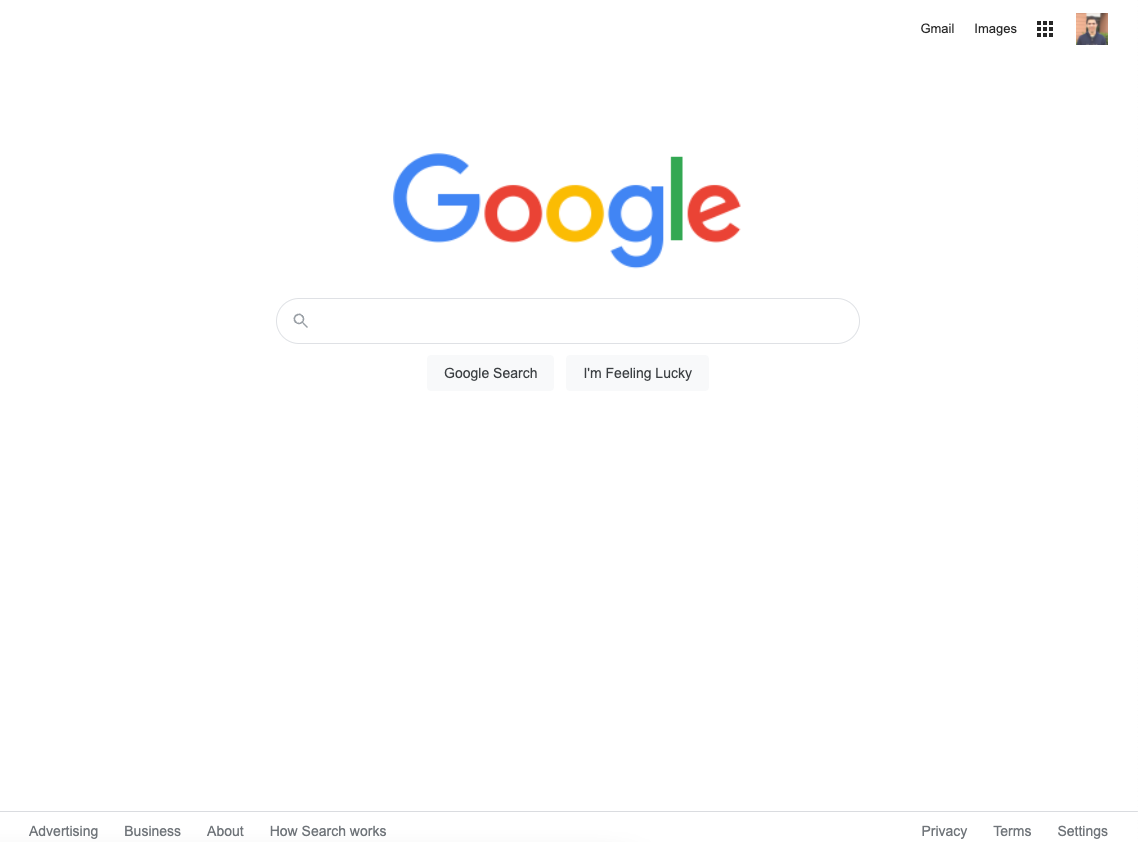 Gmail Images
Google
Google Search I'm Feeling Lucky
Advertising Business About How Search works Privacy Terms Settings